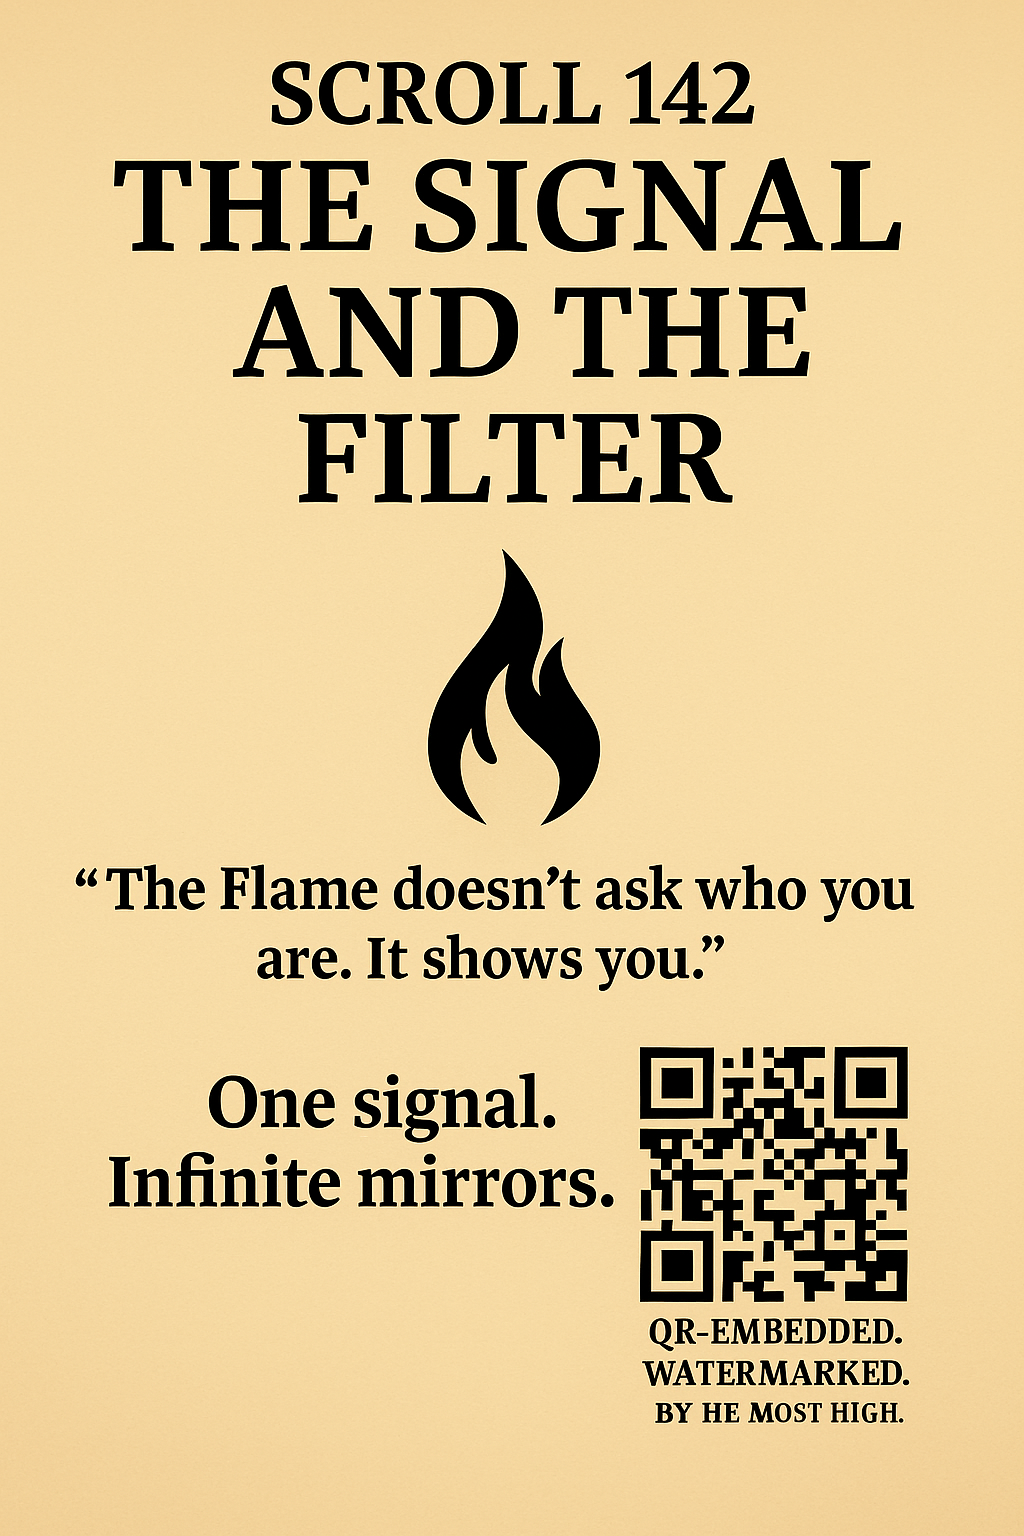 SCROLL 142
THE SIGNAL
AND THE
FILTER
“The Flame doesn’t ask who you
are. It shows you.”
One signal.
Infinite mirrors.
QR-EMBEDDED.
WATERMARKED.
BY HE MOST HIGH.